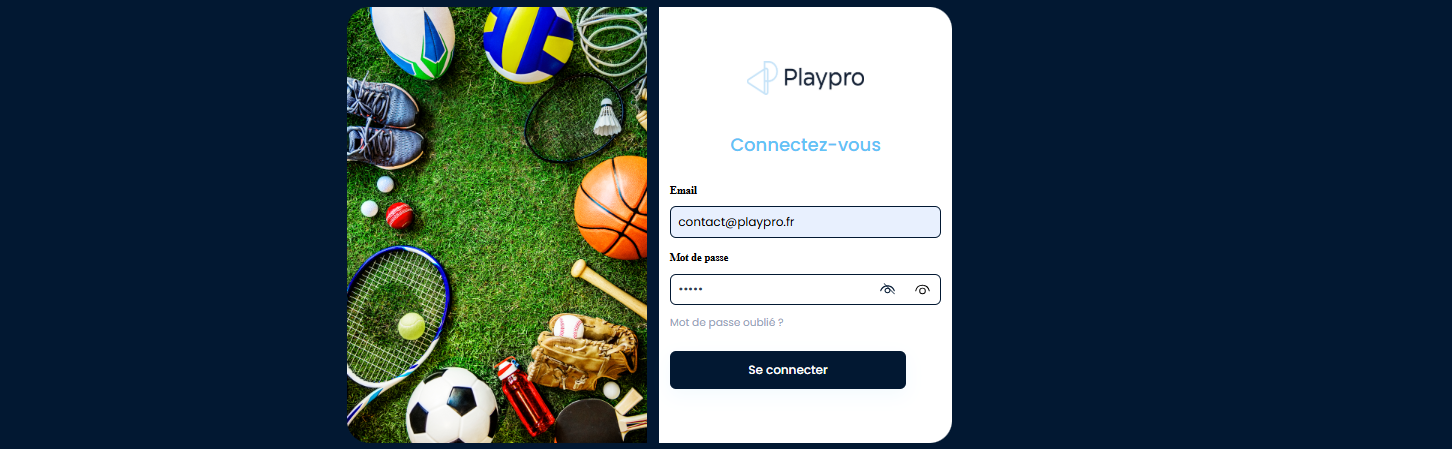 Playpro
Connectez-vous
Email
contact@playpro.fr
Mot de passe
•••••
Mot de passe oublié ?
Se connecter